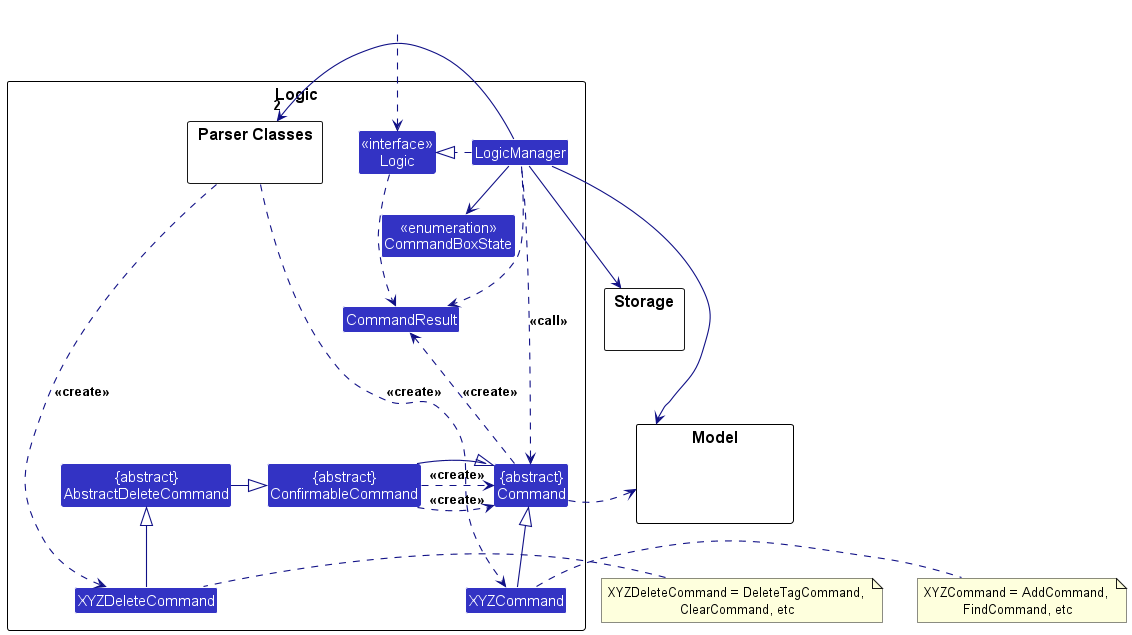 Logic
2
Parser Classes
«interface»
Logic
LogicManager
«enumeration»
CommandBoxState
Storage
CommandResult
«call»
«create»
«create»
«create»
Model
{abstract}
AbstractDeleteCommand
{abstract}
ConfirmableCommand
«create»
«create»
{abstract}
Command
XYZDeleteCommand
XYZCommand
XYZDeleteCommand = DeleteTagCommand,
ClearCommand, etc
XYZCommand = AddCommand,
FindCommand, etc